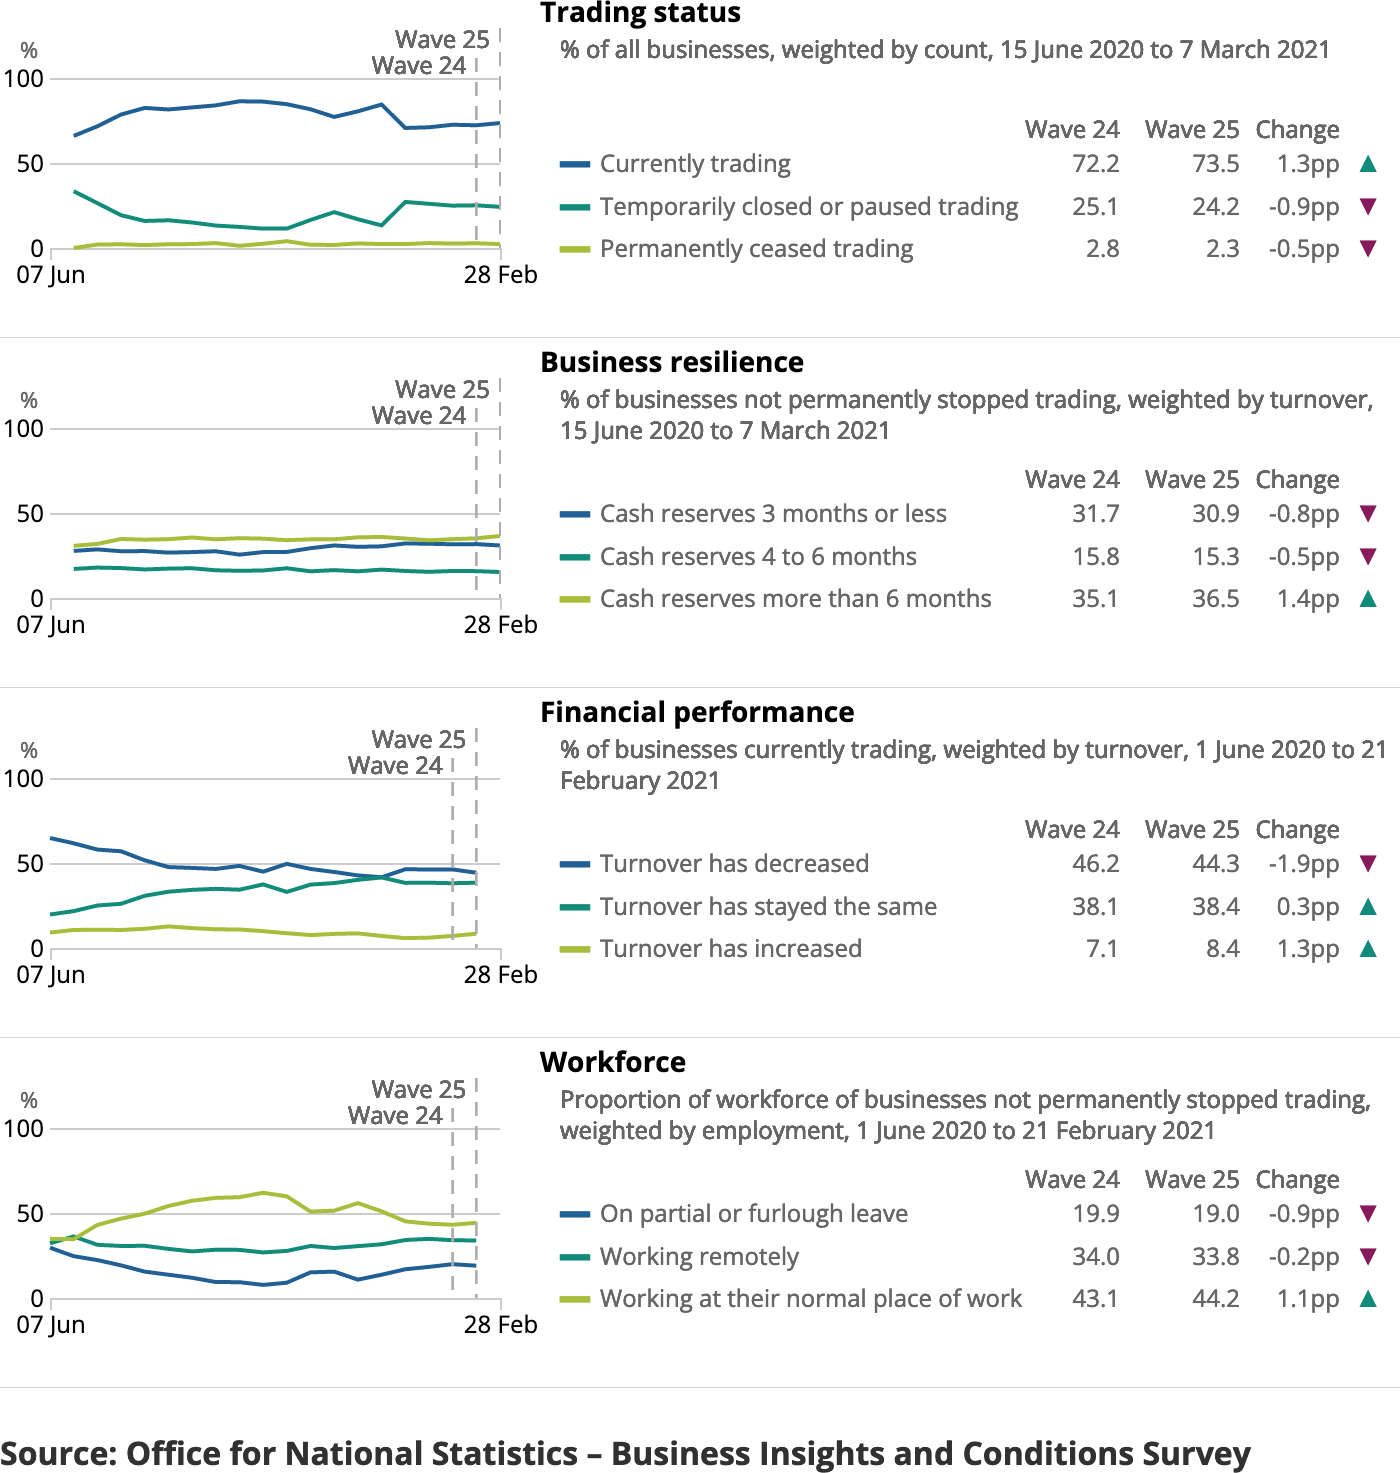 Trading status
% of all businesses, weighted by count, 15 June 2020 to 7 March 2021
Wave 25
Wave 24
%
100
50
0
07 Jun
28 Feb
Wave 24 Wave 25 Change
Currently trading 72.2 73.5 1.3pp ▲
Temporarily closed or paused trading 25.1 24.2 -0.9pp ▼
Permanently ceased trading 2.8 2.3 -0.5pp ▼
Business resilience
% of businesses not permanently stopped trading, weighted by turnover,
15 June 2020 to 7 March 2021
Wave 25
Wave 24
%
100
50
0
07 Jun
28 Feb
Wave 24 Wave 25 Change
Cash reserves 3 months or less 31.7 30.9 -0.8pp ▼
Cash reserves 4 to 6 months 15.8 15.3 -0.5pp ▼
Cash reserves more than 6 months 35.1 36.5 1.4pp ▲
Financial performance
% of businesses currently trading, weighted by turnover, 1 June 2020 to 21
February 2021
Wave 25
Wave 24
%
100
50
0
07 Jun
28 Feb
Wave 24 Wave 25 Change
Turnover has decreased 46.2 44.3 -1.9pp ▼
Turnover has stayed the same 38.1 38.4 0.3pp ▲
Turnover has increased 7.1 8.4 1.3pp ▲
Workforce
Proportion of workforce of businesses not permanently stopped trading,
weighted by employment, 1 June 2020 to 21 February 2021
Wave 25
Wave 24
%
100
50
0
07 Jun
28 Feb
Wave 24 Wave 25 Change
On partial or furlough leave 19.9 19.0 -0.9pp ▼
Working remotely 34.0 33.8 -0.2pp ▼
Working at their normal place of work 43.1 44.2 1.1pp ▲
Source: Office for National Statistics – Business Insights and Conditions Survey